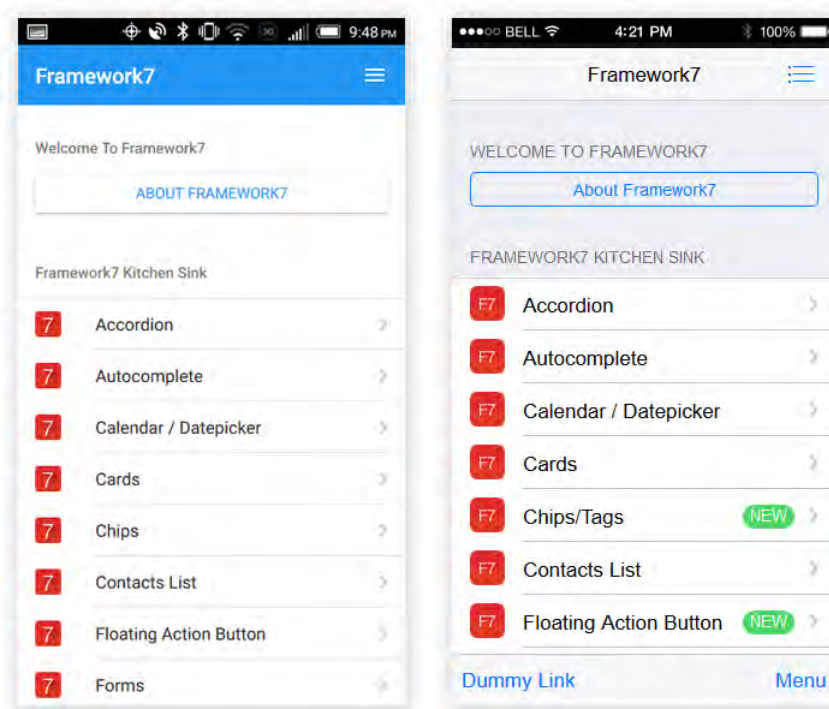 9:48 PM
Framework7
Welcome To Framework7
ABOUT FRAMEWORK7
Framework7 Kitchen Sink
7 Accordion
7 Autocomplete
7 Calendar / Datepicker
7 Cards
7 Chips
7 Contacts List
7 Floating Action Button
7 Forms
BELL 4:21 PM 100%
Framework7
WELCOME TO FRAMEWORK7
About Framework7
FRAMEWORK7 KITCHEN SINK
F7 Accordion
F7 Autocomplete
F7 Calendar / Datepicker
F7 Cards
F7 Chips/Tags NEW
F7 Contacts List
F7 Floating Action Button NEW
Dummy Link Menu